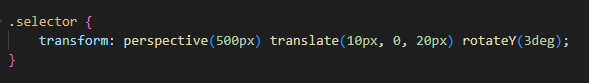 .selector {
    transform: perspective(500px) translate(10px, 0, 20px) rotateY(3deg);
}